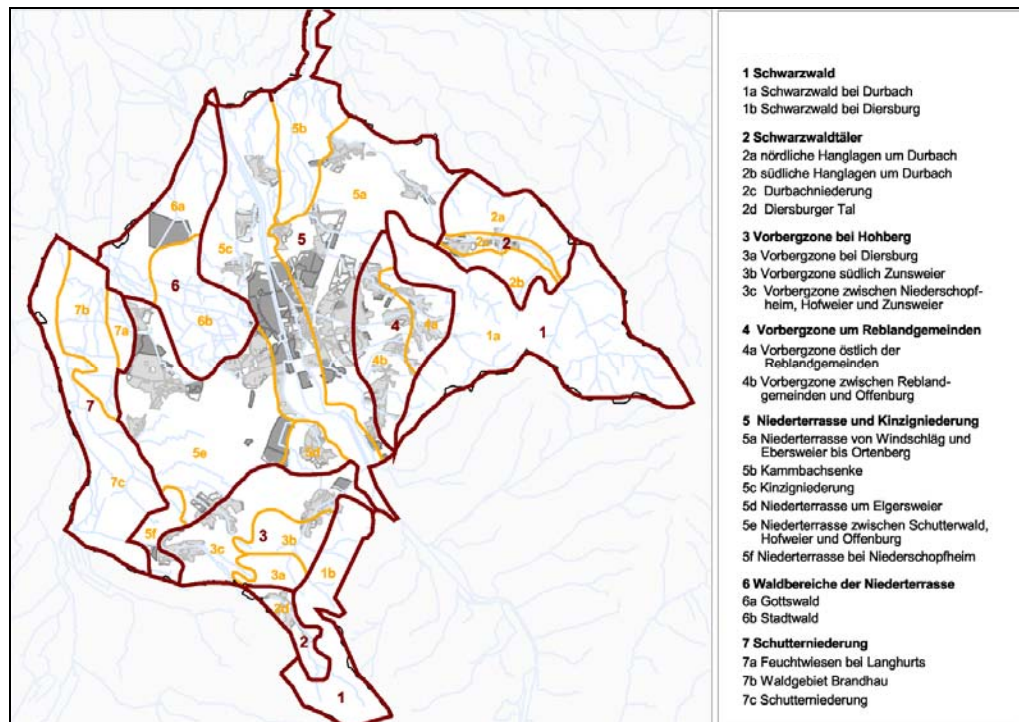 5b
6a
5a
2a
2c
2
5c
5
2b
6
7b
7a
6b
4
4a
1a
1
4b
7
5e
5d
7c
5f
3
3b
3c
3a
1b
2d
2
1
1 Schwarzwald
1a Schwarzwald bei Durbach
1b Schwarzwald bei Diersburg
2 Schwarzwaldtäler
2a nördliche Hanglagen um Durbach
2b südliche Hanglagen um Durbach
2c Durbachniederung
2d Diersburger Tal
3 Vorbergzone bei Hohberg
3a Vorbergzone bei Diersburg
3b Vorbergzone südlich Zunsweier
3c Vorbergzone zwischen Niederschopf-
heim, Hofweier und Zunsweier
4 Vorbergzone um Reblandgemeinden
4a Vorbergzone östlich der
Reblandgemeinden
4b Vorbergzone zwischen Rebland-
gemeinden und Offenburg
5 Niederterrasse und Kinzigniederung
5a Niederterrasse von Windschläg und
Ebersweier bis Ortenberg
5b Kammbachsenke
5c Kinzigniederung
5d Niederterrasse um Elgersweier
5e Niederterrasse zwischen Schutterwald,
Hofweier und Offenburg
5f Niederterrasse bei Niederschopfheim
6 Waldbereiche der Niederterrasse
6a Gottswald
6b Stadtwald
7 Schutterniederung
7a Feuchtwiesen bei Langhurts
7b Waldgebiet Brandhau
7c Schutterniederung